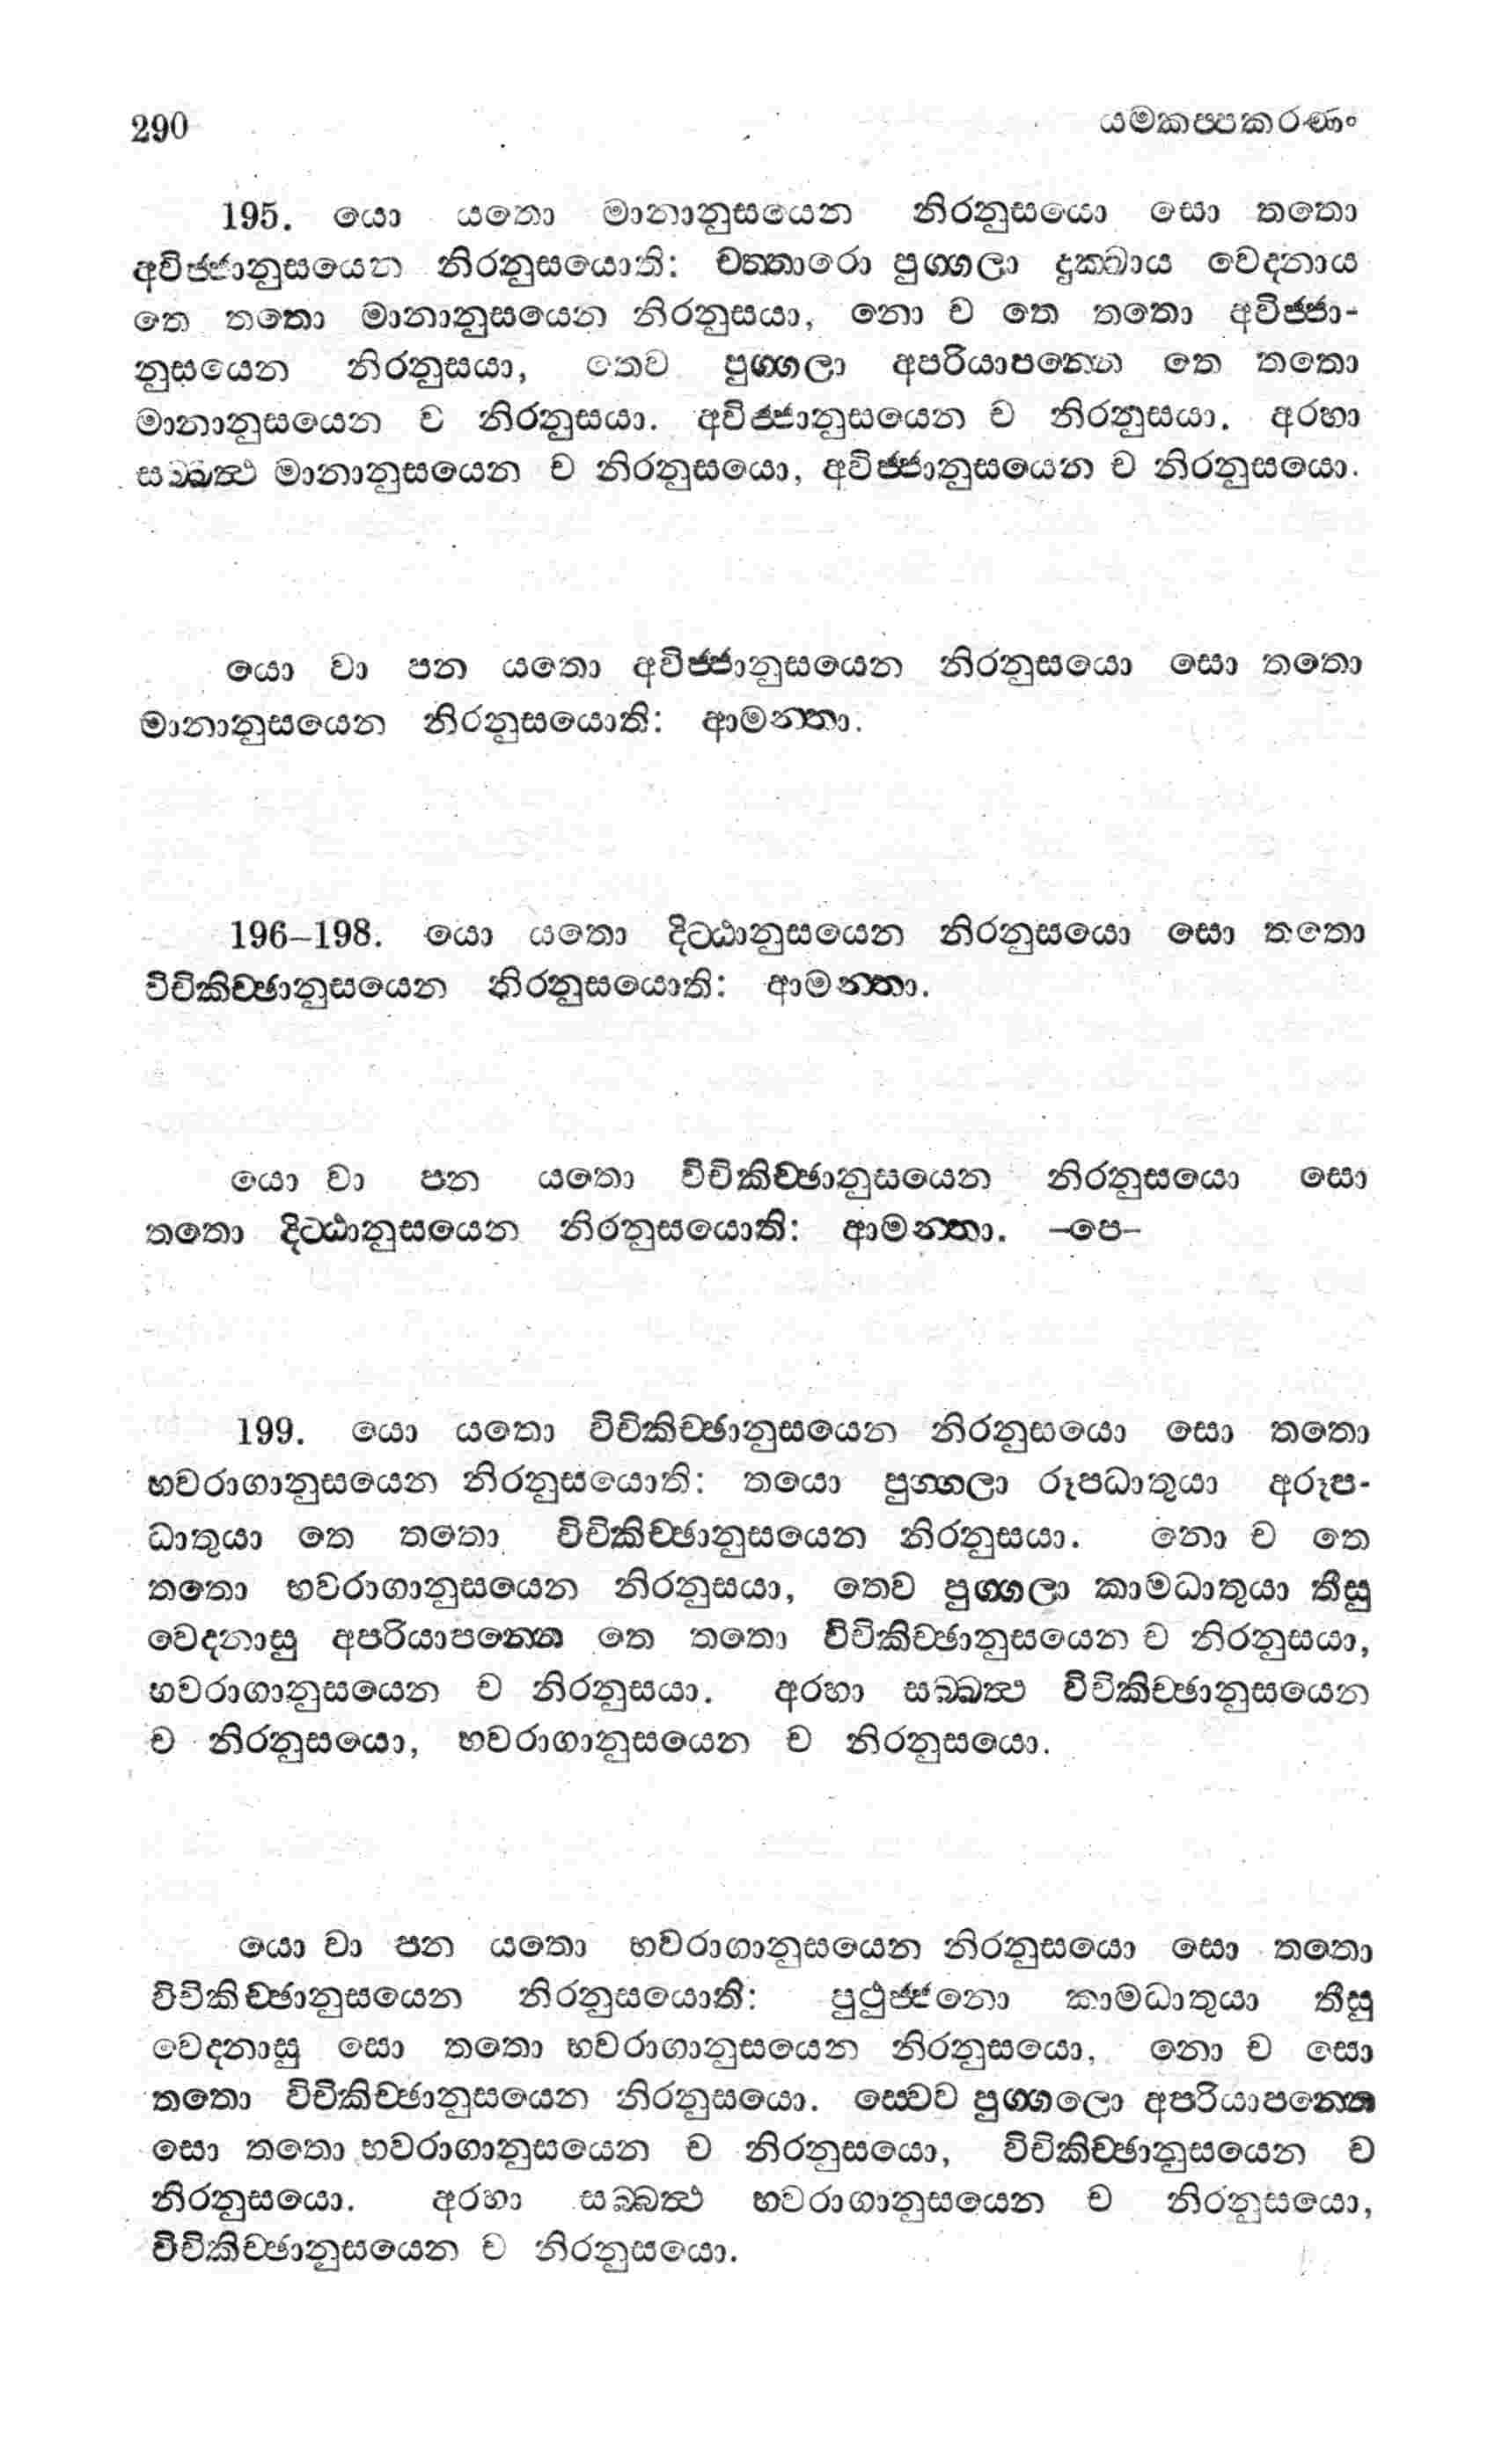 290 යමකප්පකරණං
195. යො යතො මානානුසයෙන නිරනුසයො සො තතො
අවිජ්ජානුසයෙන නිරනුසයොති: චත්තාරො පුග්ගලා දුක්ඛාය වෙදනාය
තෙ තතො මානානුසයෙන නිරනුසයා, නො ච තෙ තතො අවිජ්ජා-
නුසයෙන නිරනුසයා, තෙව පුග්ගලා අපරියාපන්නෙ තෙ තතො
මානානුසයෙන ච නිරනුසයා. අවිජ්ජානුසයෙන ච නිරනුසයා. අරහා
සබ්බත්ථ මානානුසයෙන ච නිරනුසයො, අවිජ්ජානුසයෙන ච නිරනුසයො.
යො වා පන යතො අවිජ්ජානුසයෙන නිරනුසයො සො තතො
මානානුසයෙන නිරනුසයොති: ආමන්තා.
196–198. යො යතො දිට්ඨානුසයෙන නිරනුසයො සො තතො
විචිකිච්ඡානුසයෙන නිරනුසයොති: ආමන්තා.
යො වා පන යතො විචිකිච්ඡානුසයෙන නිරනුසයො සො
තතො දිට්ඨානුසයෙන නිරනුසයොති: ආමන්තා. –පෙ–
199. යො යතො විචිකිච්ඡානුසයෙන නිරනුසයො සො තතො
භවරාගානුසයෙන නිරනුසයොති: තයො පුග්ගලා රූපධාතුයා අරූප-
ධාතුයා තෙ තතො විචිකිච්ඡානුසයෙන නිරනුසයා. නො ච තෙ
තතො භවරාගානුසයෙන නිරනුසයා, තෙව පුග්ගලා කාමධාතුයා තීසු
වෙදනාසු අපරියාපන්නෙ තෙ තතො විචිකිච්ඡානුසයෙන ච නිරනුසයා,
භවරාගානුසයෙන ච නිරනුසයා. අරහා සබ්බත්ථ විචිකිච්ඡානුසයෙන
ච නිරනුසයො, භවරාගානුසයෙන ච නිරනුසයො.
යො වා පන යතො භවරාගානුසයෙන නිරනුසයො සො තතො
විචිකිච්ඡානුසයෙන නිරනුසයොති: පුථුජ්ජනො කාමධාතුයා තීසු
වෙදනාසු සො තතො භවරාගානුසයෙන නිරනුසයො, නො ච සො
තතො විචිකිච්ඡානුසයෙන නිරනුසයො. ස්වෙව පුග්ගලො අපරියාපන්නෙ
සො තතො භවරාගානුසයෙන ච නිරනුසයො, විචිකිච්ඡානුසයෙන ච
නිරනුසයො. අරහා සබ්බත්ථ භවරාගානුසයෙන ච නිරනුසයො,
විචිකිච්ඡානුසයෙන ච නිරනුසයො.